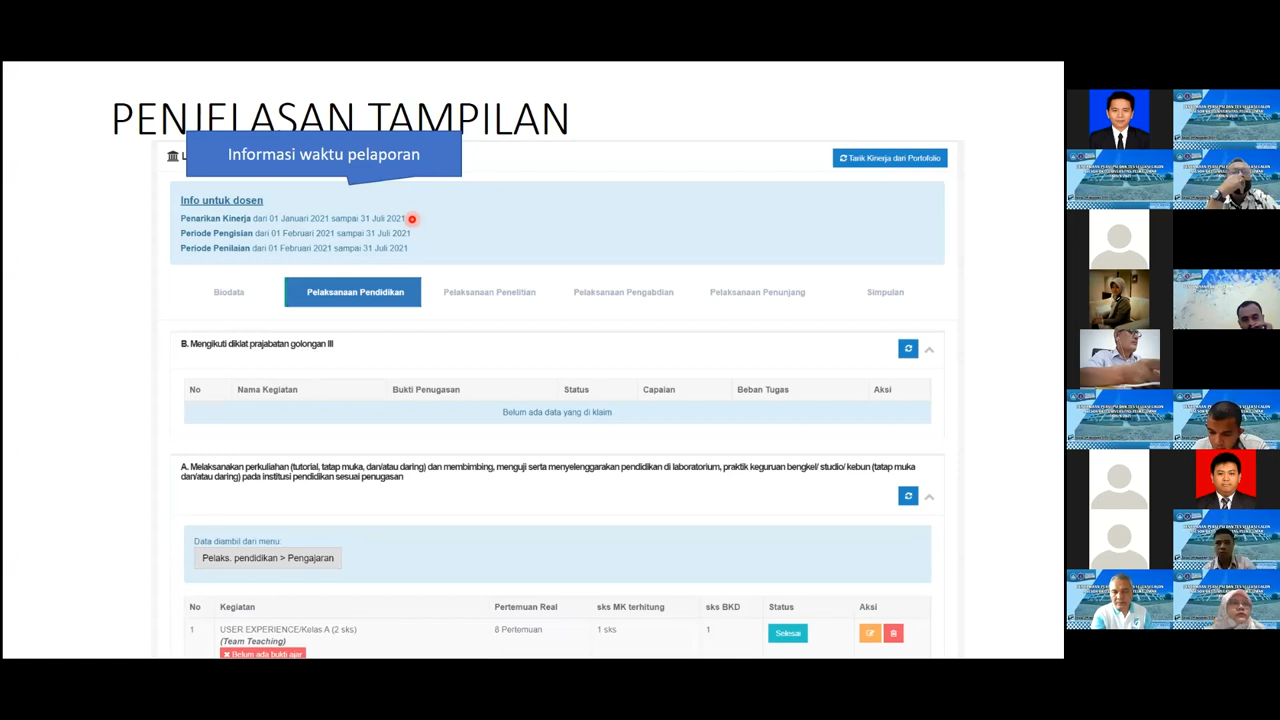 PENJELASAN TAMPILAN
Informasi waktu pelaporan
Tarik Kinerja dari Portofolio
Info untuk dosen
Penarikan Kinerja dari 01 Januari 2021 sampai 31 Juli 2021
Periode Pengisian dari 01 Februari 2021 sampai 31 Juli 2021
Periode Penilaian dari 01 Februari 2021 sampai 31 Juli 2021
Biodata Pelaksanaan Pendidikan Pelaksanaan Penelitian Pelaksanaan Pengabdian Pelaksanaan Penunjang Simpulan
B. Mengikuti diklat prajabatan golongan III
No Nama Kegiatan Bukti Penugasan Status Capaian Beban Tugas Aksi
Belum ada data yang di klaim
A. Melaksanakan perkuliahan (tutorial, tatap muka, dan/atau daring) dan membimbing, menguji serta menyelenggarakan pendidikan di laboratorium, praktik keguruan bengkel/ studio/ kebun (tatap muka
dan/atau daring) pada institusi pendidikan sesuai penugasan
Data diambil dari menu:
Pelaks. pendidikan > Pengajaran
No Kegiatan Pertemuan Real sks MK terhitung sks BKD Status Aksi
1 USER EXPERIENCE/Kelas A (2 sks) 8 Pertemuan 1 sks 1 Selesai
(Team Teaching)
Belum ada bukti ajar